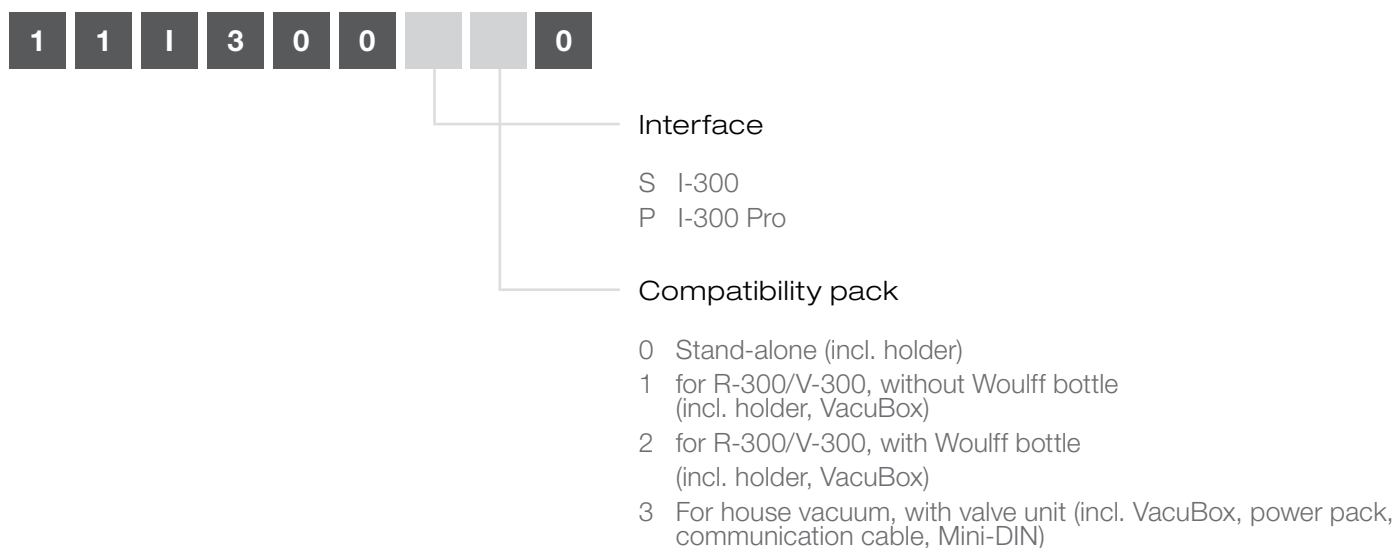 1 1 I 3 0 0 0
Interface
S I-300
P I-300 Pro
Compatibility pack
0 Stand-alone (incl. holder)
1 for R-300/V-300, without Woulff bottle
(incl. holder, VacuBox)
2 for R-300/V-300, with Woulff bottle
(incl. holder, VacuBox)
3 For house vacuum, with valve unit (incl. VacuBox, power pack,
communication cable, Mini-DIN)